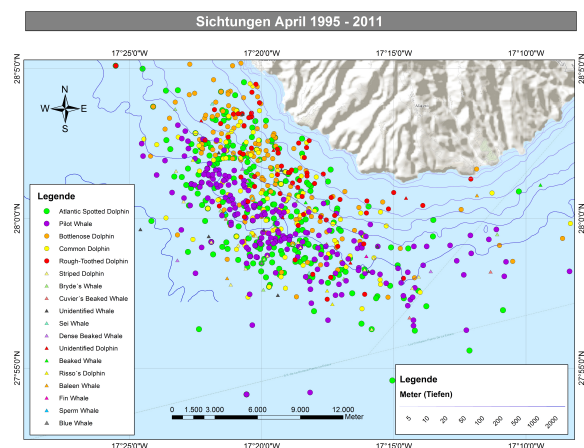 Sichtungen April 1995 - 2011
17°25'0"W 17°20'0"W 17°15'0"W 17°10'0"W
28°5'0"N 28°5'0"N
N
W E
S
Legende
Atlantic Spotted Dolphin
Pilot Whale
Bottlenose Dolphin
Common Dolphin
Rough-Toothed Dolphin
Striped Dolphin
Bryde´s Whale
Cuvier´s Beaked Whale
Unidentified Whale
Sei Whale
Dense Beaked Whale
Unidentified Dolphin
Beaked Whale
Risso´s Dolphin
Baleen Whale
Fin Whale
Sperm Whale
Blue Whale
28°0'0"N 28°0'0"N
27°55'0"N 27°55'0"N
0 1.500 3.000 6.000 9.000 12.000
Meter
Legende
Meter (Tiefen)
5 10 20 50 100 200 500 1000 2000
17°25'0"W 17°20'0"W 17°15'0"W 17°10'0"W